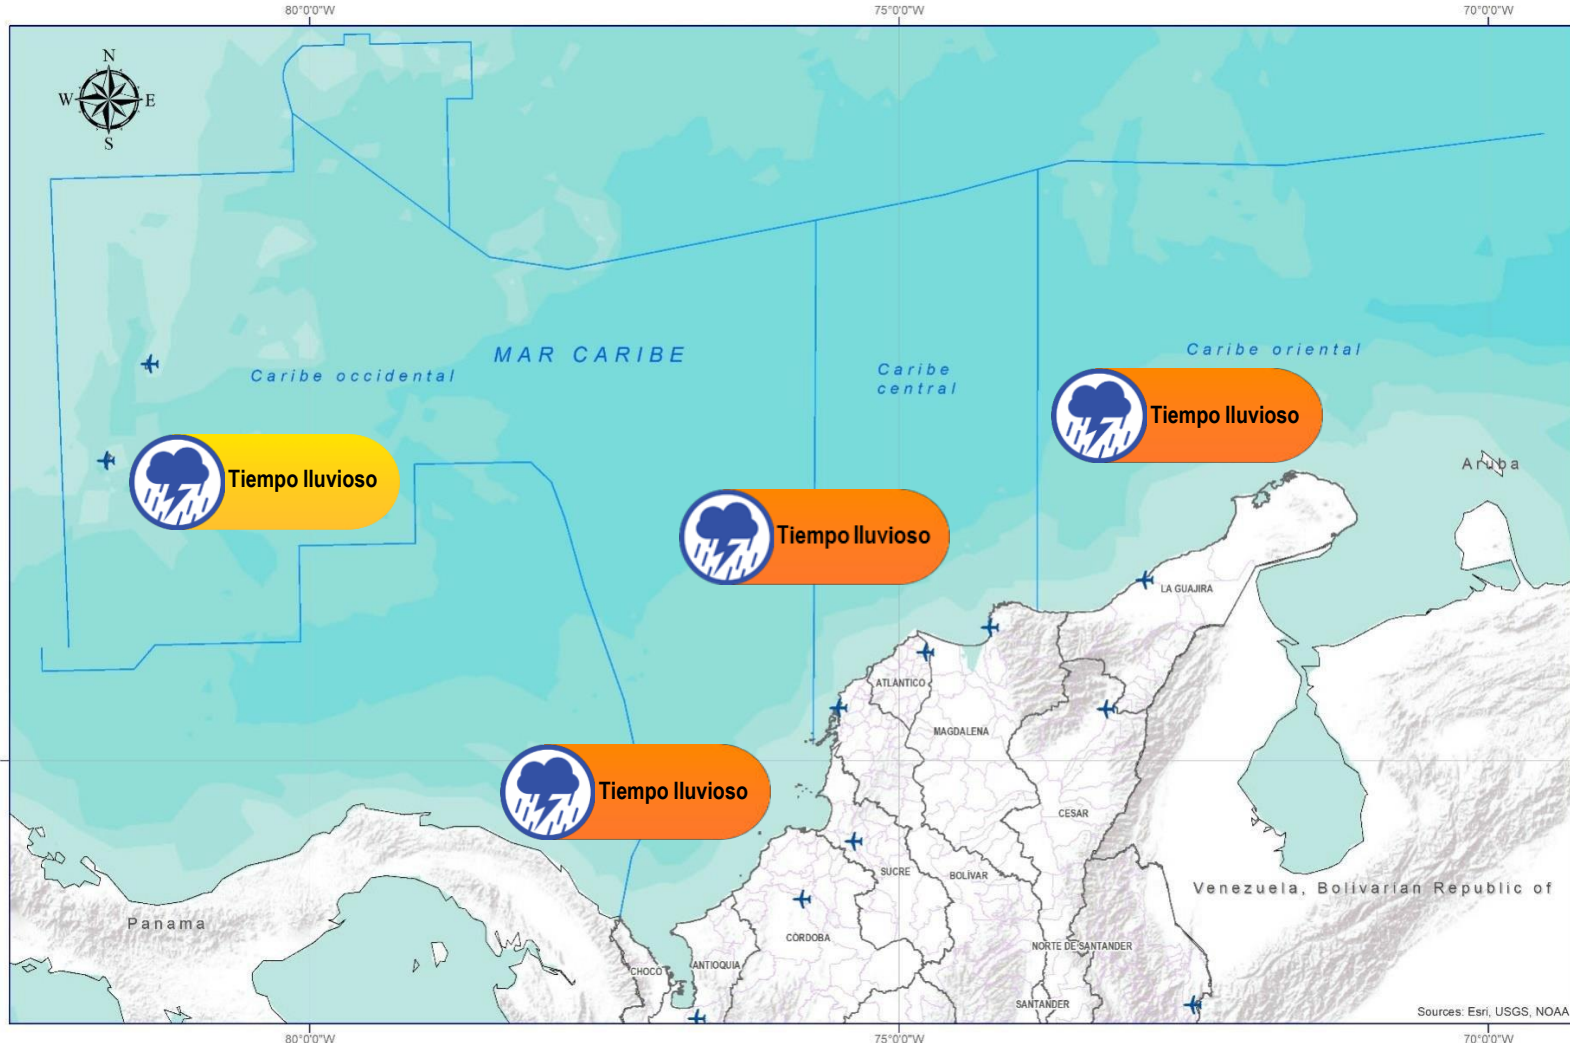 80°0'0"W
75°0'0"W
70°0'0"W
N
W
E
S
MAR CARIBE
Caribe occidental
Caribe
central
Caribe oriental
Tiempo lluvioso
Tiempo lluvioso
Tiempo lluvioso
Tiempo lluvioso
Aruba
LA GUAJIRA
ATLANTICO
MAGDALENA
CESAR
SUCRE
BOLÍVAR
Venezuela, Bolivarian Republic of
Panama
CÓRDOBA
NORTE DE SANTANDER
CHOCO
ANTIOQUIA
SANTANDER
Sources: Esri, USGS, NOAA
80°0'0"W
75°0'0"W
70°0'0"W